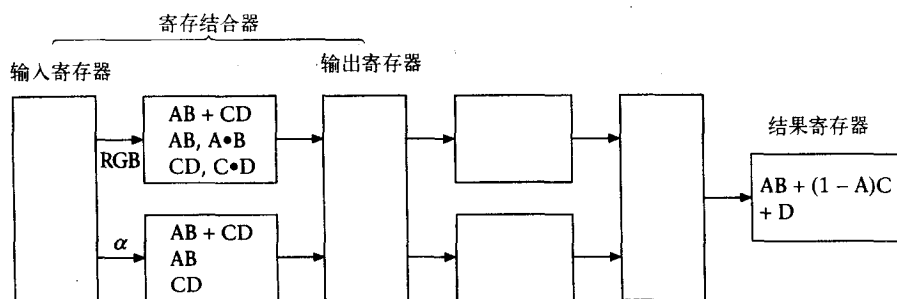 寄存结合器
输入寄存器
输出寄存器
AB + CD
AB, A•B
CD, C•D
RGB
结果寄存器
AB + (1 − A)C
+ D
α
AB + CD
AB
CD